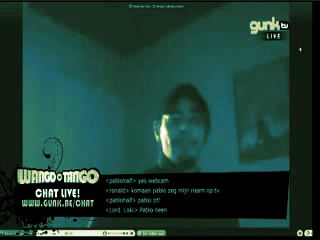 gunk tv
LIVE
WANGO TANGO
CHAT LIVE!
WWW.GUNK.BE/CHAT
<pablohalf> yes webcam
<ronald> komaan pablo zeg mijn naam op tv
<pablohalf> pablo zit!
<Lord_Loki> Pablo neen